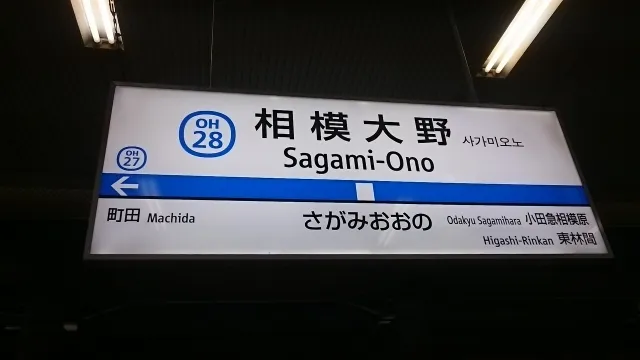 OH
28
相模大野 사가미오노
Sagami-Ono
OH
27
町田 Machida
さがみおおの
Odakyu Sagamihara 小田急相模原
Higashi-Rinkan 東林間